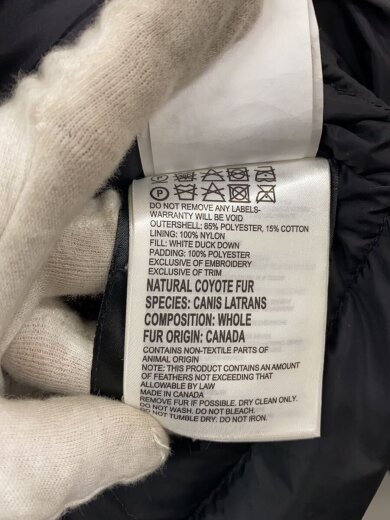 DO NOT REMOVE ANY LABELS-
WARRANTY WILL BE VOID
OUTERSHELL: 85% POLYESTER, 15% COTTON
LINING: 100% NYLON
FILL: WHITE DUCK DOWN
PADDING: 100% POLYESTER
EXCLUSIVE OF EMBROIDERY
EXCLUSIVE OF TRIM
NATURAL COYOTE FUR
SPECIES: CANIS LATRANS
COMPOSITION: WHOLE
FUR ORIGIN: CANADA
CONTAINS NON-TEXTILE PARTS OF
ANIMAL ORIGIN
NOTE: THIS PRODUCT CONTAINS AN AMOUNT
OF FEATHERS NOT EXCEEDING THAT
ALLOWABLE BY LAW
MADE IN CANADA
REMOVE FUR IF POSSIBLE. DRY CLEAN ONLY.
DO NOT WASH. DO NOT BLEACH.
DO NOT TUMBLE DRY. DO NOT IRON.